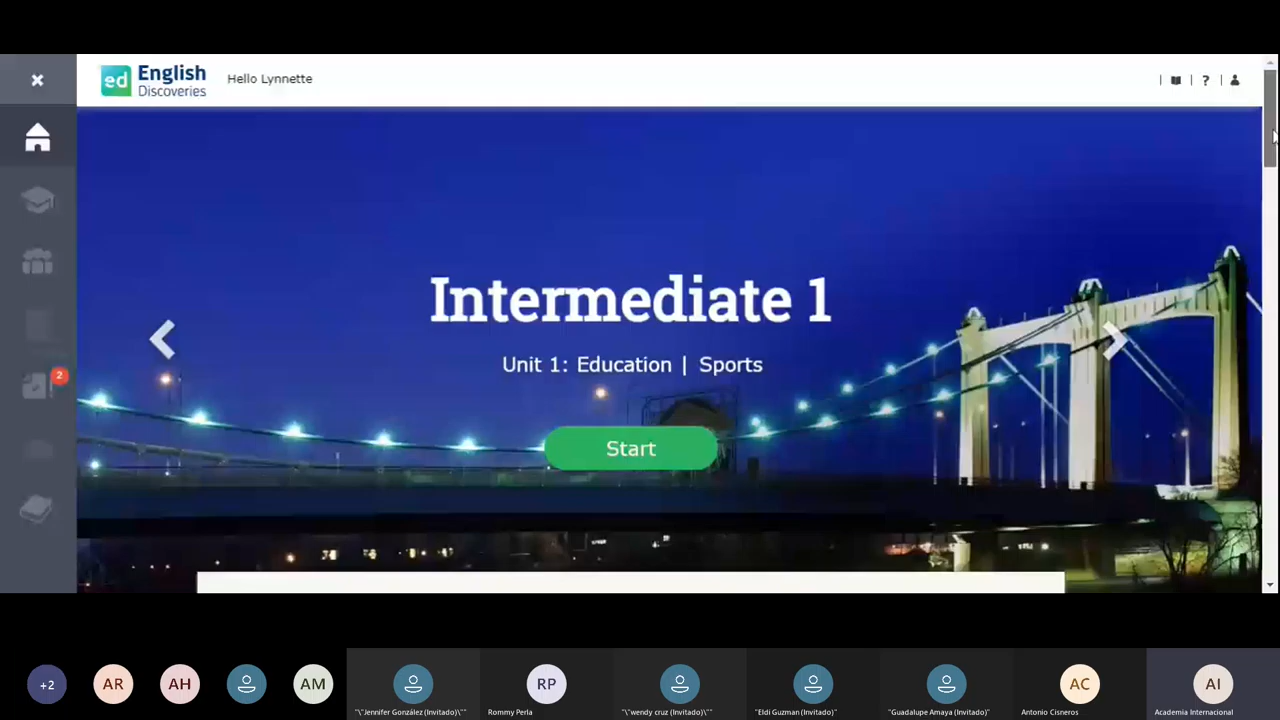 ed English Discoveries
Hello Lynnette
?
Intermediate 1
Unit 1: Education | Sports
2
Start
+2
AR
AH
AM
"\"Jennifer González (Invitado)\""
RP
Rommy Perla
"\"wendy cruz (Invitado)\""
"Eldi Guzman (Invitado)"
"Guadalupe Amaya (Invitado)"
AC
Antonio Cisneros
AI
Academia Internacional